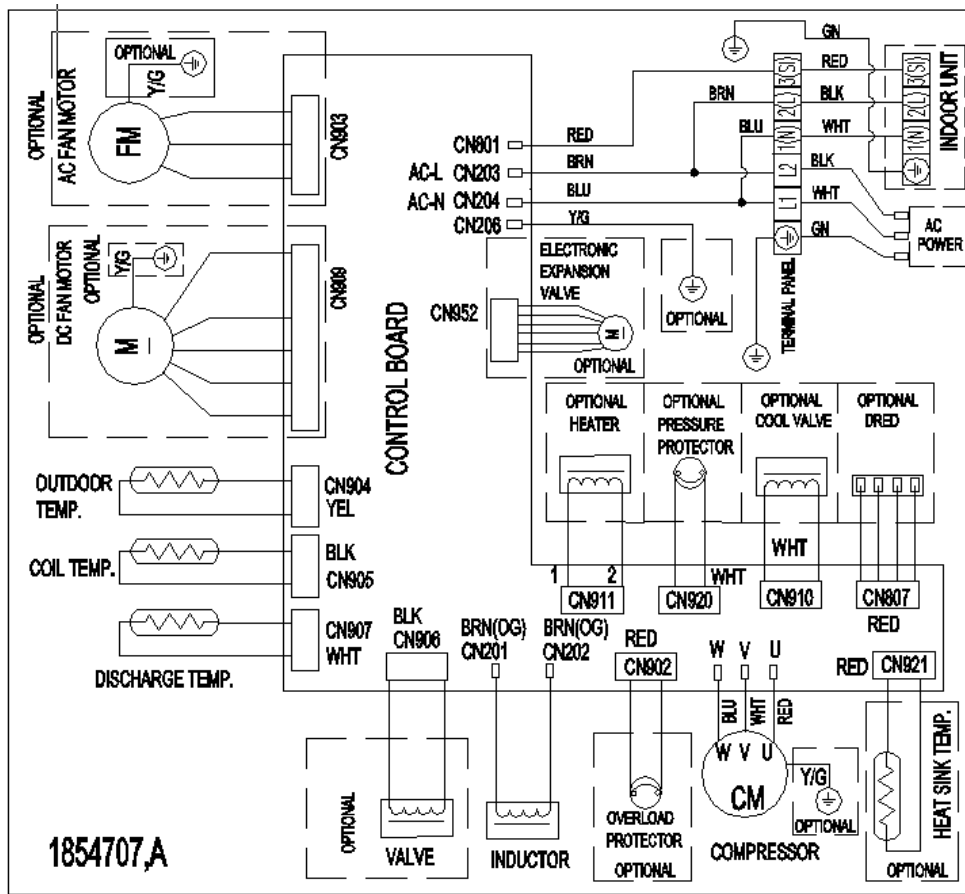 OPTIONAL
Y/G
FM
OPTIONAL
AC FAN MOTOR
CN903
OPTIONAL
DC FAN MOTOR
OPTIONAL
Y/G
M
CN909
OUTDOOR
TEMP.
CN904
YEL
COIL TEMP.
BLK
CN905
CN907
WHT
DISCHARGE TEMP.
CONTROL BOARD
CN801
RED
AC-L
CN203
BRN
AC-N
CN204
BLU
CN206
Y/G
GN
BRN
BLU
3(SI)
2(L)
1(N)
L2
L1
TERMINAL PANEL
RED
BLK
WHT
BLK
WHT
GN
3(SI)
2(L)
1(N)
INDOOR UNIT
AC
POWER
ELECTRONIC
EXPANSION
VALVE
CN952
M
OPTIONAL
OPTIONAL
OPTIONAL
HEATER
OPTIONAL
PRESSURE
PROTECTOR
OPTIONAL
COOL VALVE
OPTIONAL
DRED
1
2
CN911
WHT
CN920
WHT
CN910
CN807
RED
BLK
CN906
BRN(OG)
CN201
BRN(OG)
CN202
RED
CN902
W V U
RED
CN921
OPTIONAL
VALVE
INDUCTOR
OVERLOAD
PROTECTOR
OPTIONAL
BLU
WHT
RED
W V U
CM
COMPRESSOR
Y/G
OPTIONAL
HEAT SINK TEMP.
OPTIONAL
1854707,A